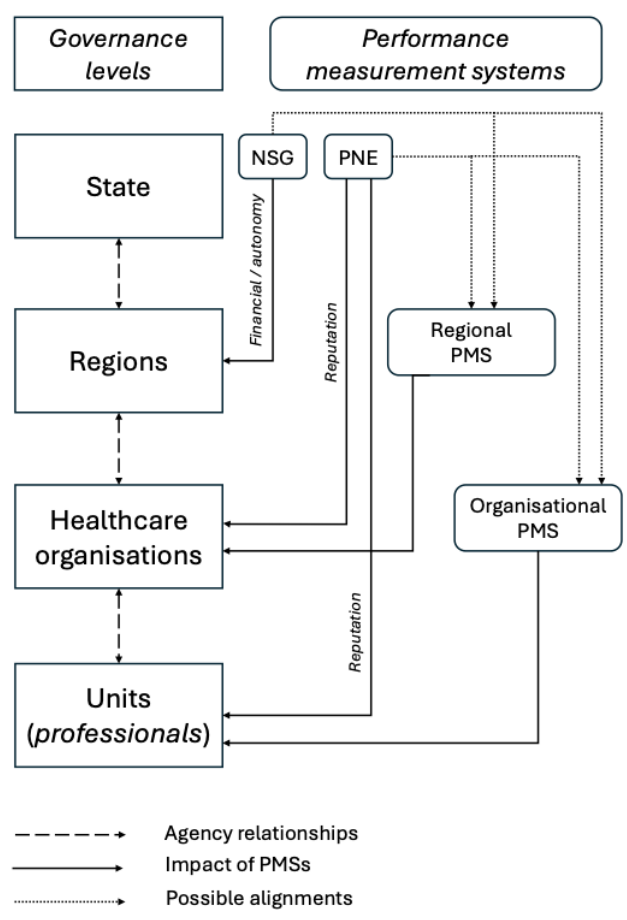 Governance
levels
Performance
measurement systems
State
NSG
PNE
Financial / autonomy
Regions
Reputation
Regional
PMS
Healthcare
organisations
Organisational
PMS
Reputation
Units
(professionals)
Agency relationships
Impact of PMSs
Possible alignments